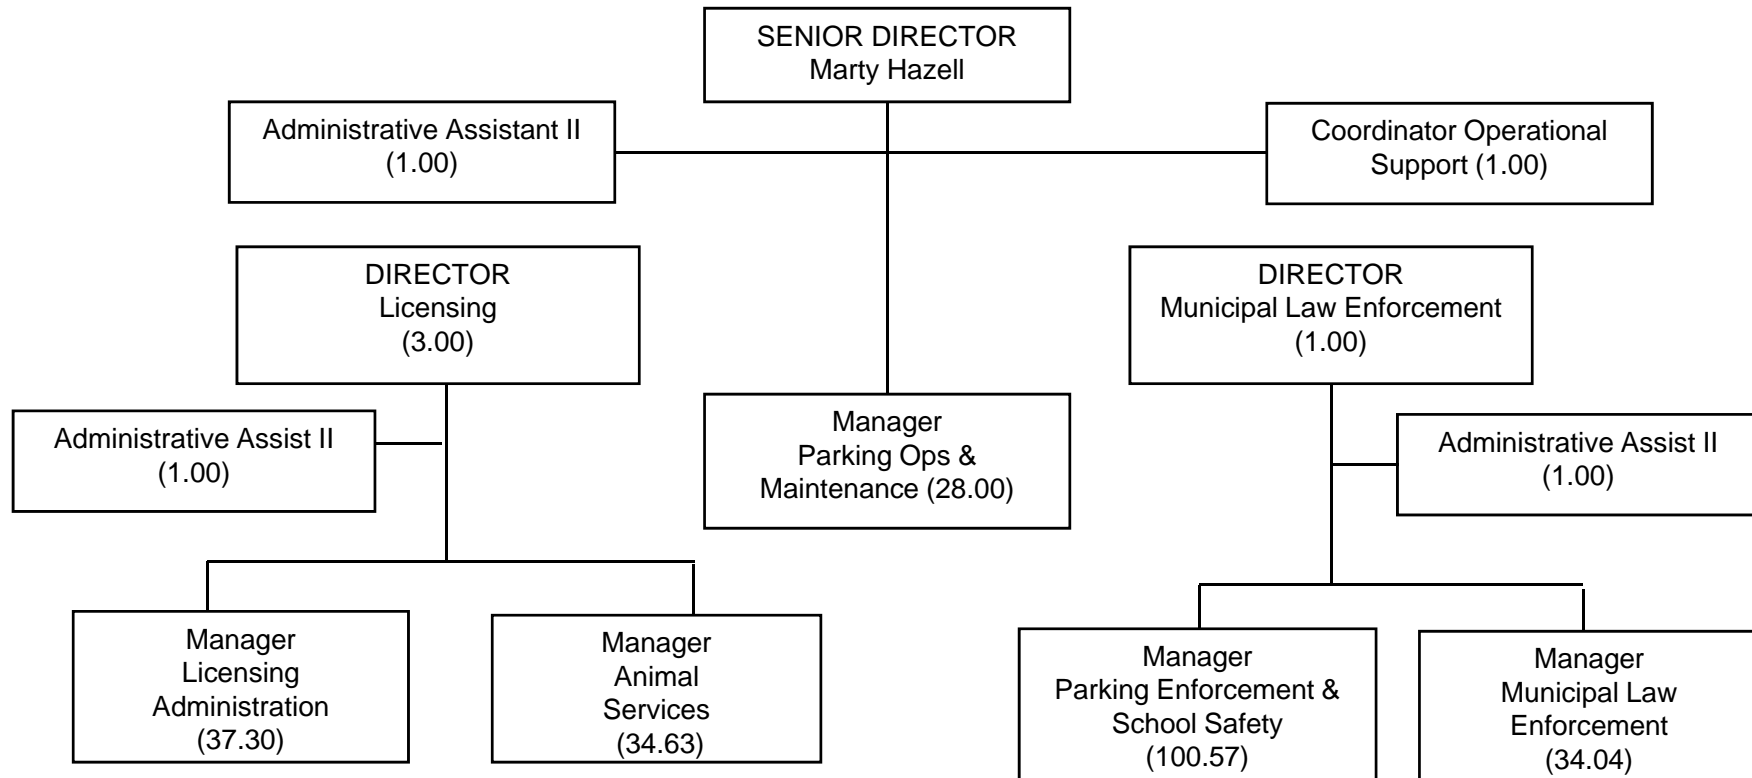 SENIOR DIRECTOR
Marty Hazell
Administrative Assistant II
(1.00)
Coordinator Operational
Support (1.00)
DIRECTOR
Licensing
(3.00)
DIRECTOR
Municipal Law Enforcement
(1.00)
Administrative Assist II
(1.00)
Manager
Parking Ops &
Maintenance (28.00)
Administrative Assist II
(1.00)
Manager
Licensing
Administration
(37.30)
Manager
Animal
Services
(34.63)
Manager
Parking Enforcement &
School Safety
(100.57)
Manager
Municipal Law
Enforcement
(34.04)